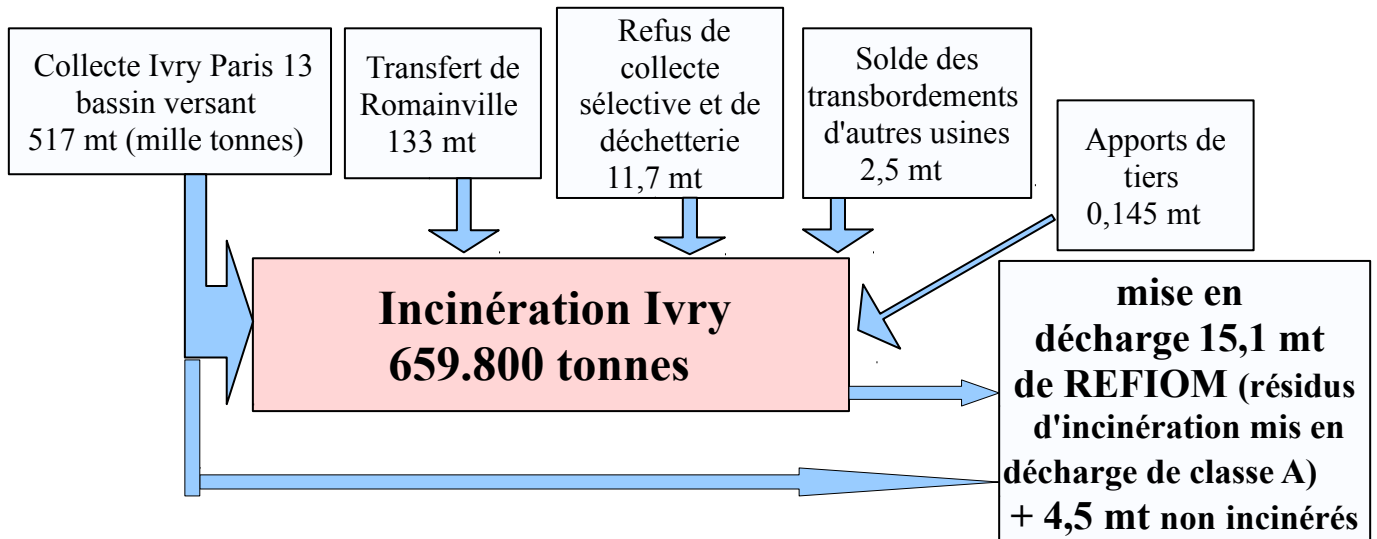 Collecte Ivry Paris 13
bassin versant
517 mt (mille tonnes)
Transfert de
Romainville
133 mt
Refus de
collecte
sélective et de
déchetterie
11,7 mt
Solde des
transbordements
d'autres usines
2,5 mt
Apports de
tiers
0,145 mt
Incinération Ivry
659.800 tonnes
mise en
décharge 15,1 mt
de REFIOM (résidus
d'incinération mis en
décharge de classe A)
+ 4,5 mt non incinérés